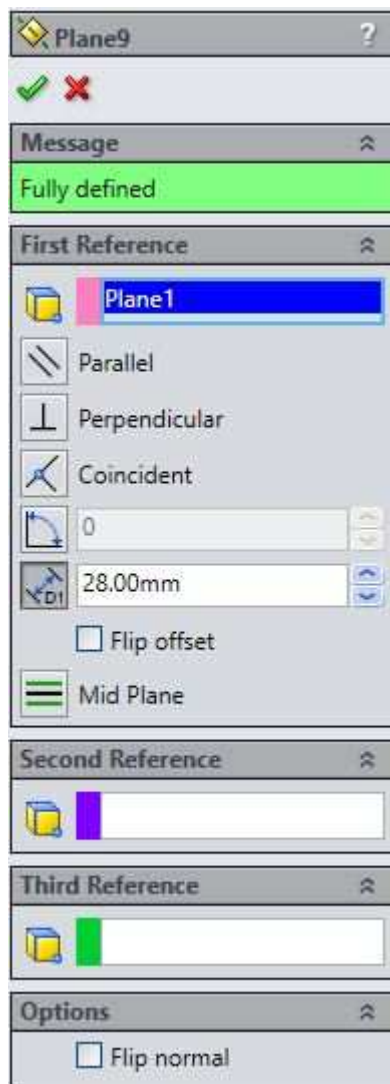 Plane9 ?
Message
Fully defined
First Reference
Plane1
Parallel
Perpendicular
Coincident
0
D1 28.00mm
Flip offset
Mid Plane
Second Reference
Third Reference
Options
Flip normal